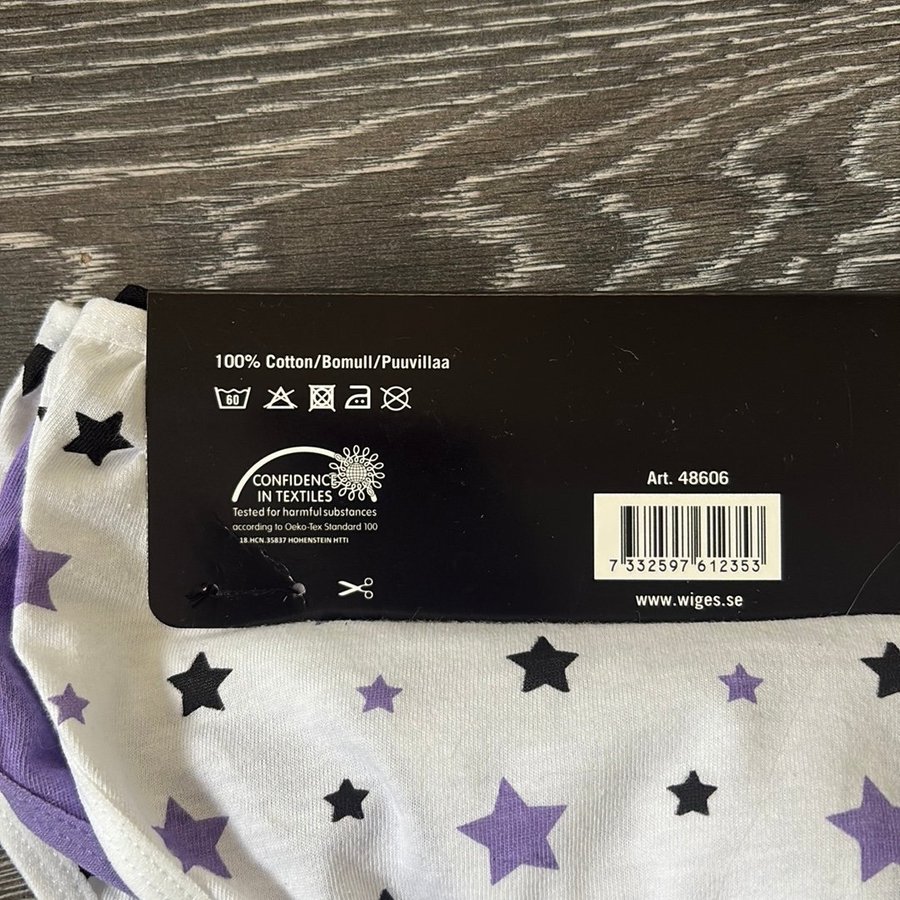 100% Cotton/Bomull/Puuvillaa
60
CONFIDENCE
IN TEXTILES
Tested for harmful substances
according to Oeko-Tex Standard 100
18.HCN.35837 HOHENSTEIN HTTI
Art. 48606
7 332597 612353
www.wiges.se